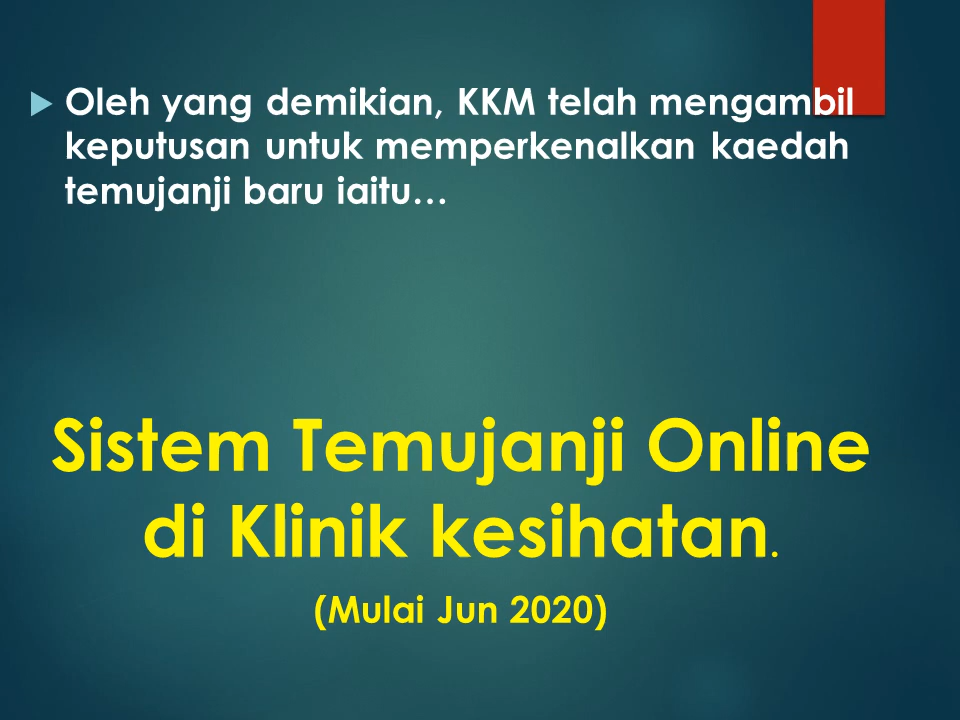 Oleh yang demikian, KKM telah mengambil
keputusan untuk memperkenalkan kaedah
temujanji baru iaitu…
Sistem Temujanji Online
di Klinik kesihatan.
(Mulai Jun 2020)